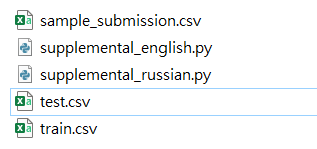 sample_submission.csv
supplemental_english.py
supplemental_russian.py
test.csv
train.csv